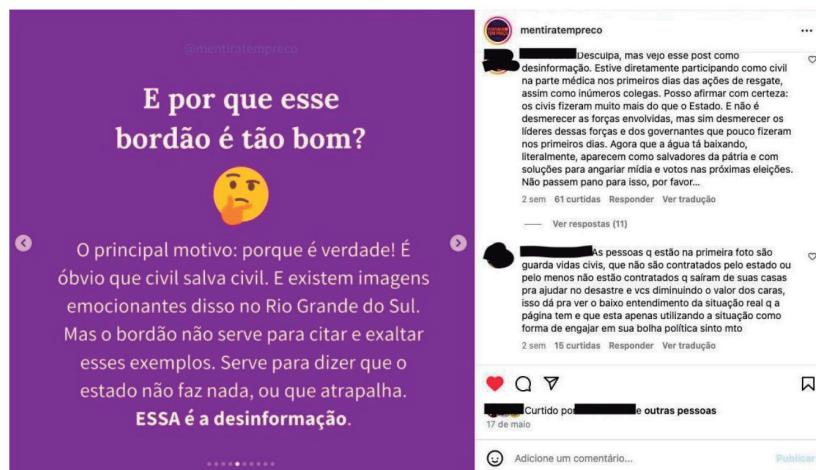 @mentiratempreco
E por que esse
bordão é tão bom?
O principal motivo: porque é verdade! É
óbvio que civil salva civil. E existem imagens
emocionantes disso no Rio Grande do Sul.
Mas o bordão não serve para citar e exaltar
esses exemplos. Serve para dizer que o
estado não faz nada, ou que atrapalha.
ESSA é a desinformação.
mentiratempreco
Desculpa, mas vejo esse post como
desinformação. Estive diretamente participando como civil
na parte médica nos primeiros dias das ações de resgate,
assim como inúmeros colegas. Posso afirmar com certeza:
os civis fizeram muito mais do que o Estado. E não é
desmerecer as forças envolvidas, mas sim desmerecer os
líderes dessas forças e dos governantes que pouco fizeram
nos primeiros dias. Agora que a água tá baixando,
literalmente, aparecem como salvadores da pátria e com
soluções para angariar mídia e votos nas próximas eleições.
Não passem pano para isso, por favor...
2 sem 61 curtidas Responder Ver tradução
Ver respostas (11)
As pessoas q estão na primeira foto são
guarda vidas civis, que não são contratados pelo estado ou
pelo menos não estão contratados q saíram de suas casas
pra ajudar no desastre e vcs diminuindo o valor dos caras,
isso dá pra ver o baixo entendimento da situação real q a
página tem e que esta apenas utilizando a situação como
forma de engajar em sua bolha política sinto mto
2 sem 15 curtidas Responder Ver tradução
Curtido por e outras pessoas
17 de maio
Adicione um comentário...
Publicar